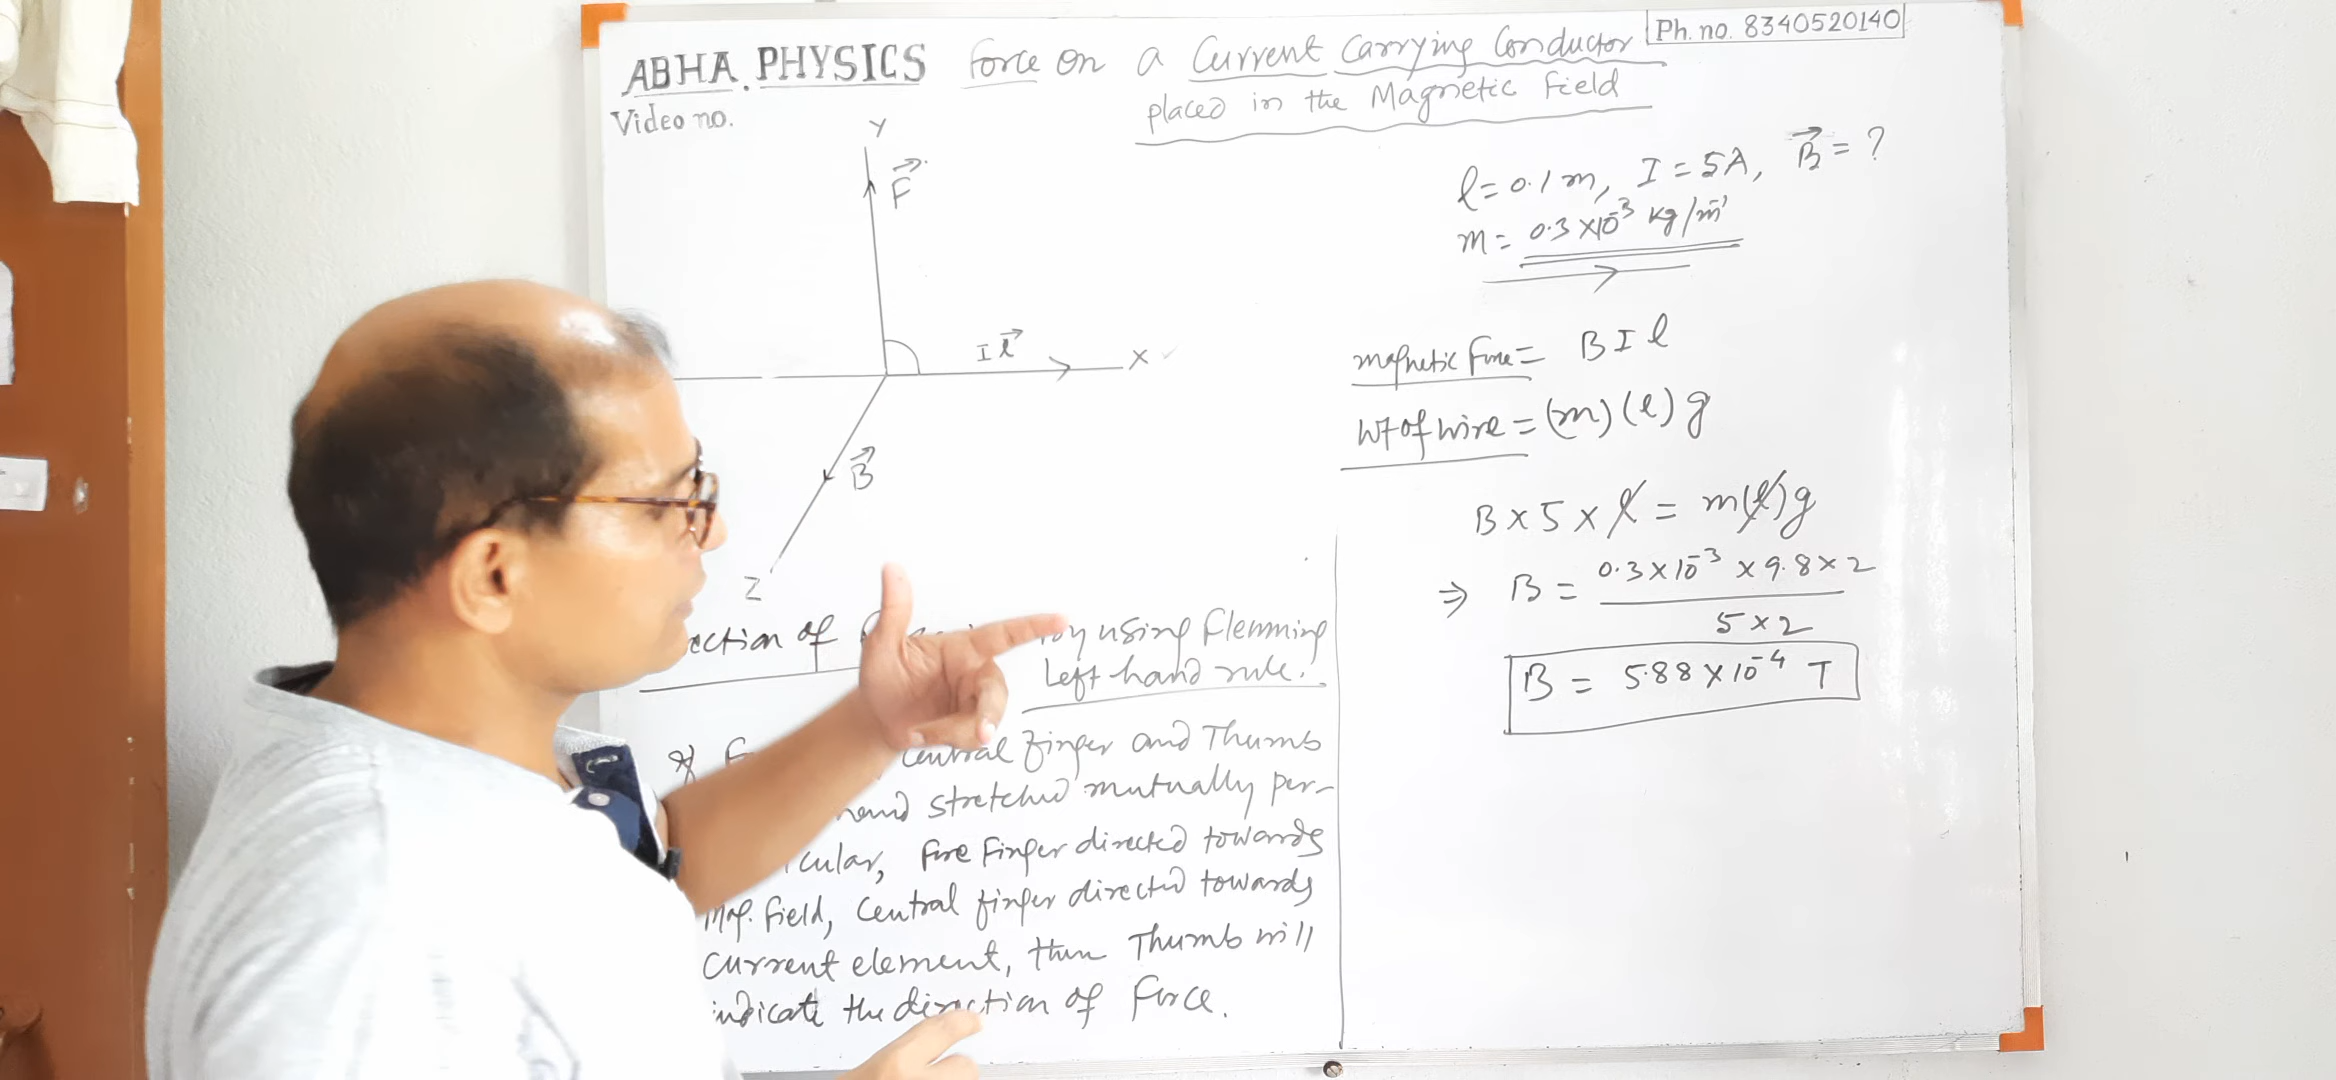 ABHA PHYSICS Force on a Current Carrying Conductor
placed in the Magnetic Field
Ph. no. 8340520140
Video no.
Y
F⃗
I l⃗
X
B⃗
Z
ection of by using Flemming
Left hand rule.
central finger and Thumb
stretched mutually per-
cular, fore Finger directed towards
Mag. field, Central finger directed towards
current element, then Thumb will
indicate the direction of force.
l = 0.1 m, I = 5A, B⃗ = ?
m = 0.3 × 10⁻³ kg/m⁻¹
magnetic force = B I l
wt of wire = (m) (l) g
B × 5 × l = m(l) g
⇒ B = 0.3 × 10⁻³ × 9.8 × 2
5 × 2
B = 5.88 × 10⁻⁴ T